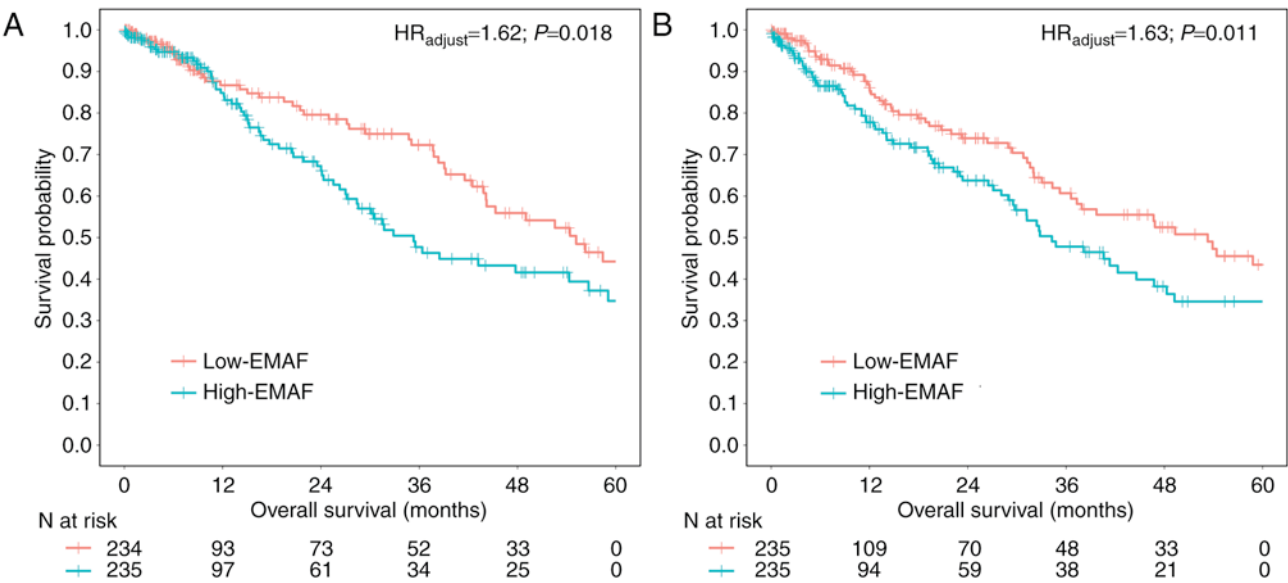 A
HRadjust=1.62; P=0.018
1.0
0.9
0.8
0.7
0.6
0.5
0.4
0.3
0.2
0.1
0.0
Survival probability
Low-EMAF
High-EMAF
0 12 24 36 48 60
Overall survival (months)
N at risk
234 93 73 52 33 0
235 97 61 34 25 0
B
HRadjust=1.63; P=0.011
1.0
0.9
0.8
0.7
0.6
0.5
0.4
0.3
0.2
0.1
0.0
Survival probability
Low-EMAF
High-EMAF
0 12 24 36 48 60
Overall survival (months)
N at risk
235 109 70 48 33 0
235 94 59 38 21 0